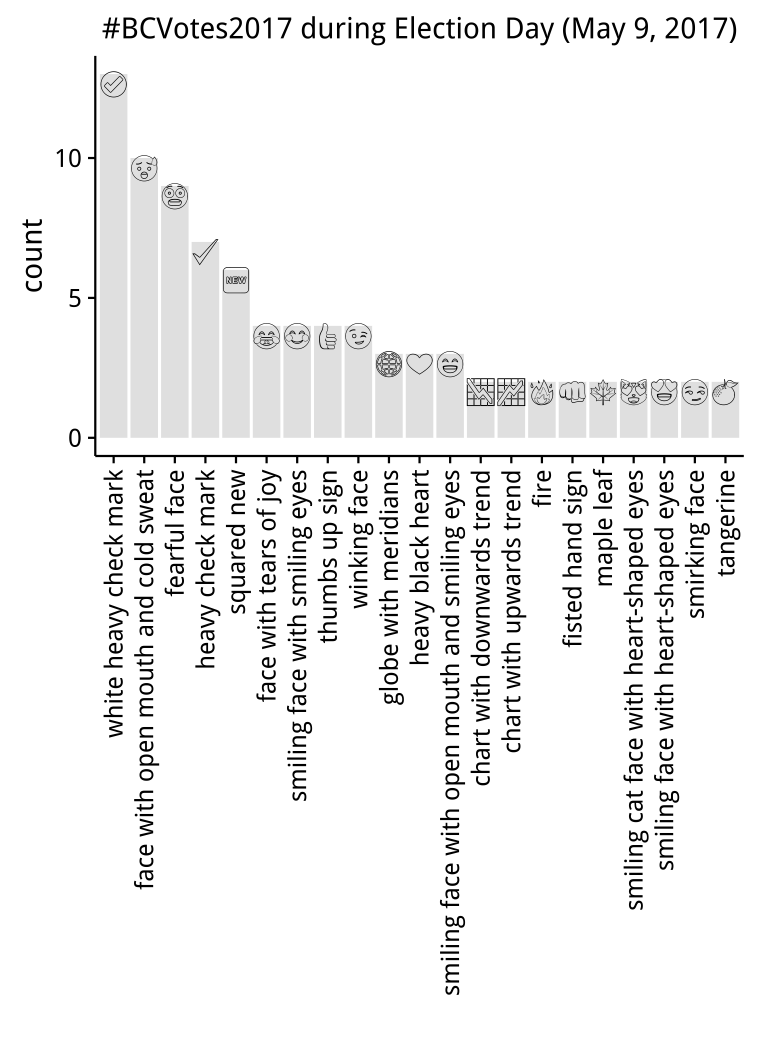 #BCVotes2017 during Election Day (May 9, 2017)
count
10
5
0
NEW
white heavy check mark
face with open mouth and cold sweat
fearful face
heavy check mark
squared new
face with tears of joy
smiling face with smiling eyes
thumbs up sign
winking face
globe with meridians
heavy black heart
smiling face with open mouth and smiling eyes
chart with downwards trend
chart with upwards trend
fire
fisted hand sign
maple leaf
smiling cat face with heart-shaped eyes
smiling face with heart-shaped eyes
smirking face
tangerine